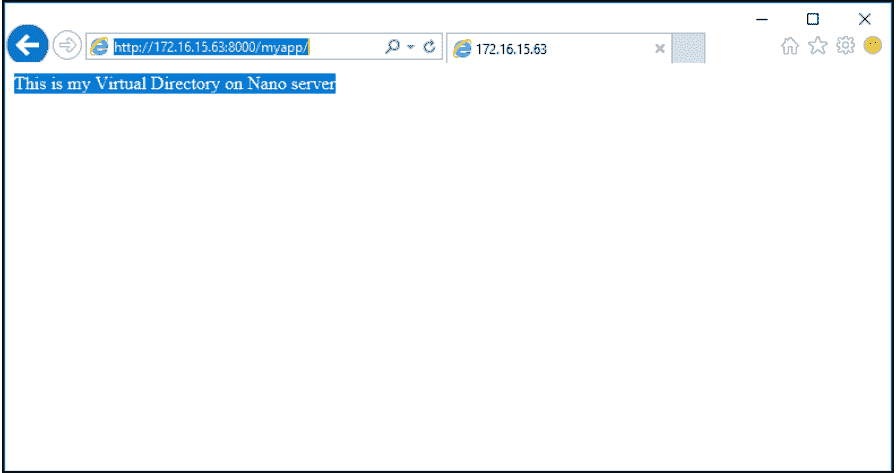 http://172.16.15.63:8000/myapp/
172.16.15.63
This is my Virtual Directory on Nano server